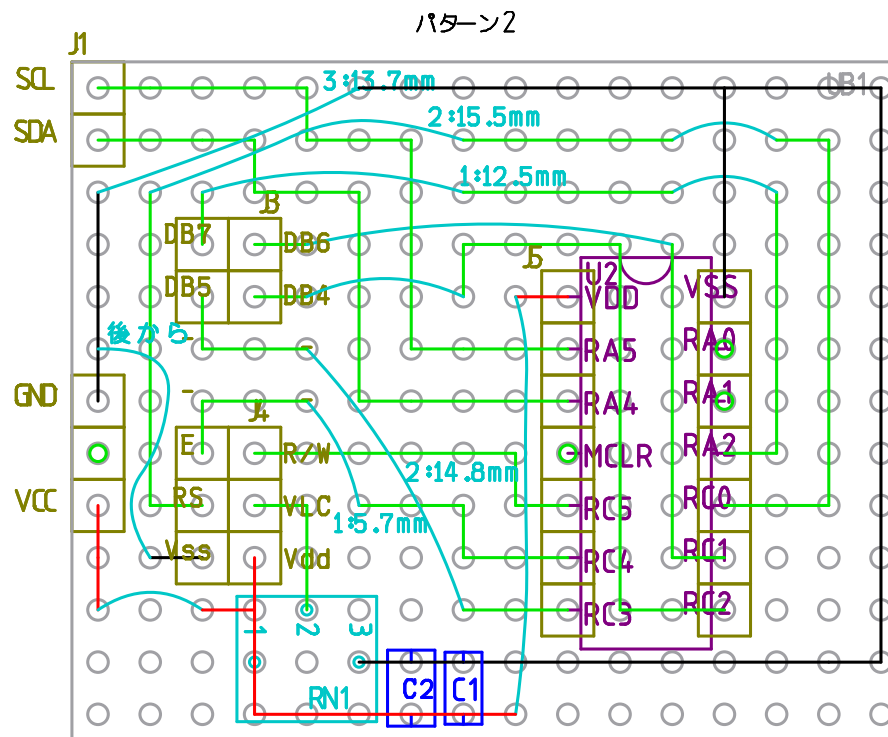 パターン2
J1
SCL
3:13.7mm
UB1
SDA
2:15.5mm
1:12.5mm
J3
DB7
DB6
J5
U2
DB5
DB4
VDD
VSS
後から
-
-
RA5
RA0
-
-
GND
J4
RA4
RA1
E
R/W
MCLR
RA2
2:14.8mm
VCC
RS
VLC
RC5
RC0
1:5.7mm
Vss
Vdd
RC4
RC1
RC3
RC2
1
2
3
RN1
C2
C1